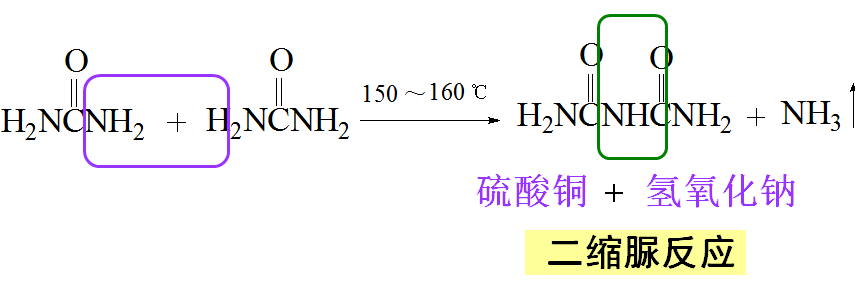 O O O O
H₂NCNH₂ + H₂NCNH₂ 150～160 ℃ H₂NCNHCNH₂ + NH₃
硫酸铜 + 氢氧化钠
二缩脲反应